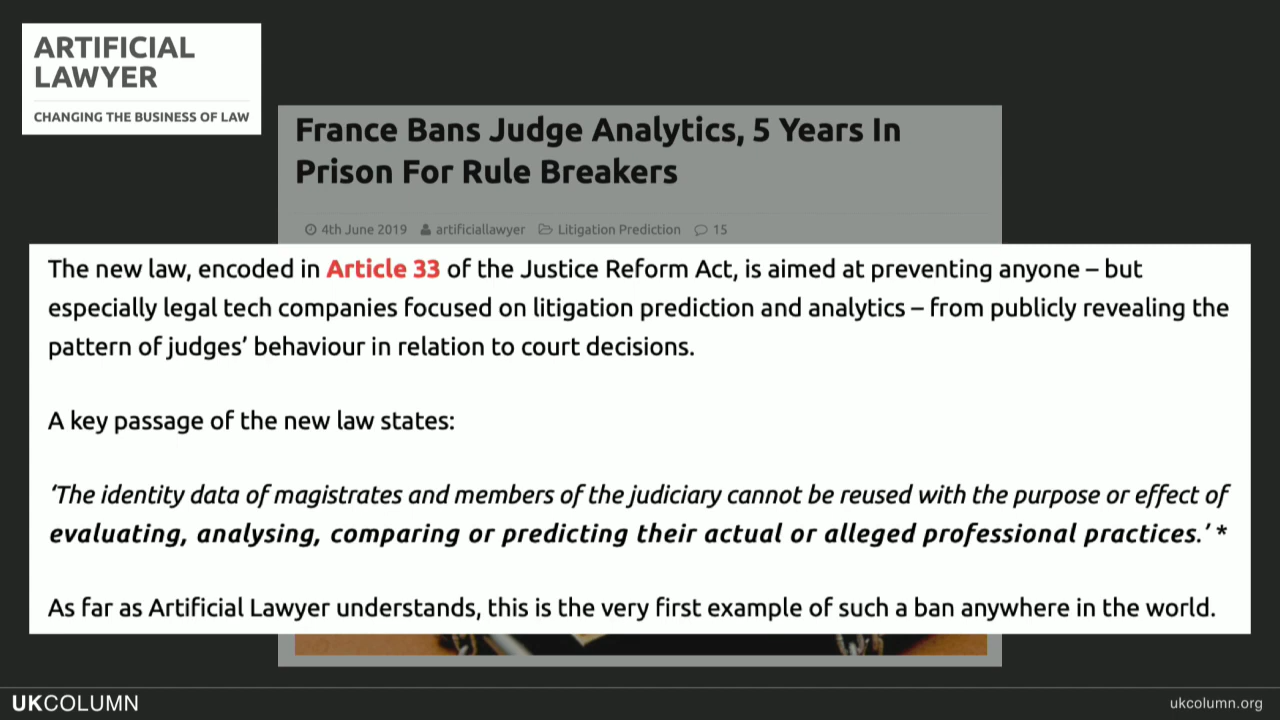 ARTIFICIAL
LAWYER
CHANGING THE BUSINESS OF LAW
France Bans Judge Analytics, 5 Years In
Prison For Rule Breakers
4th June 2019 artificiallawyer Litigation Prediction 15
The new law, encoded in Article 33 of the Justice Reform Act, is aimed at preventing anyone – but
especially legal tech companies focused on litigation prediction and analytics – from publicly revealing the
pattern of judges’ behaviour in relation to court decisions.
A key passage of the new law states:
‘The identity data of magistrates and members of the judiciary cannot be reused with the purpose or effect of
evaluating, analysing, comparing or predicting their actual or alleged professional practices.’ *
As far as Artificial Lawyer understands, this is the very first example of such a ban anywhere in the world.
UKCOLUMN
ukcolumn.org